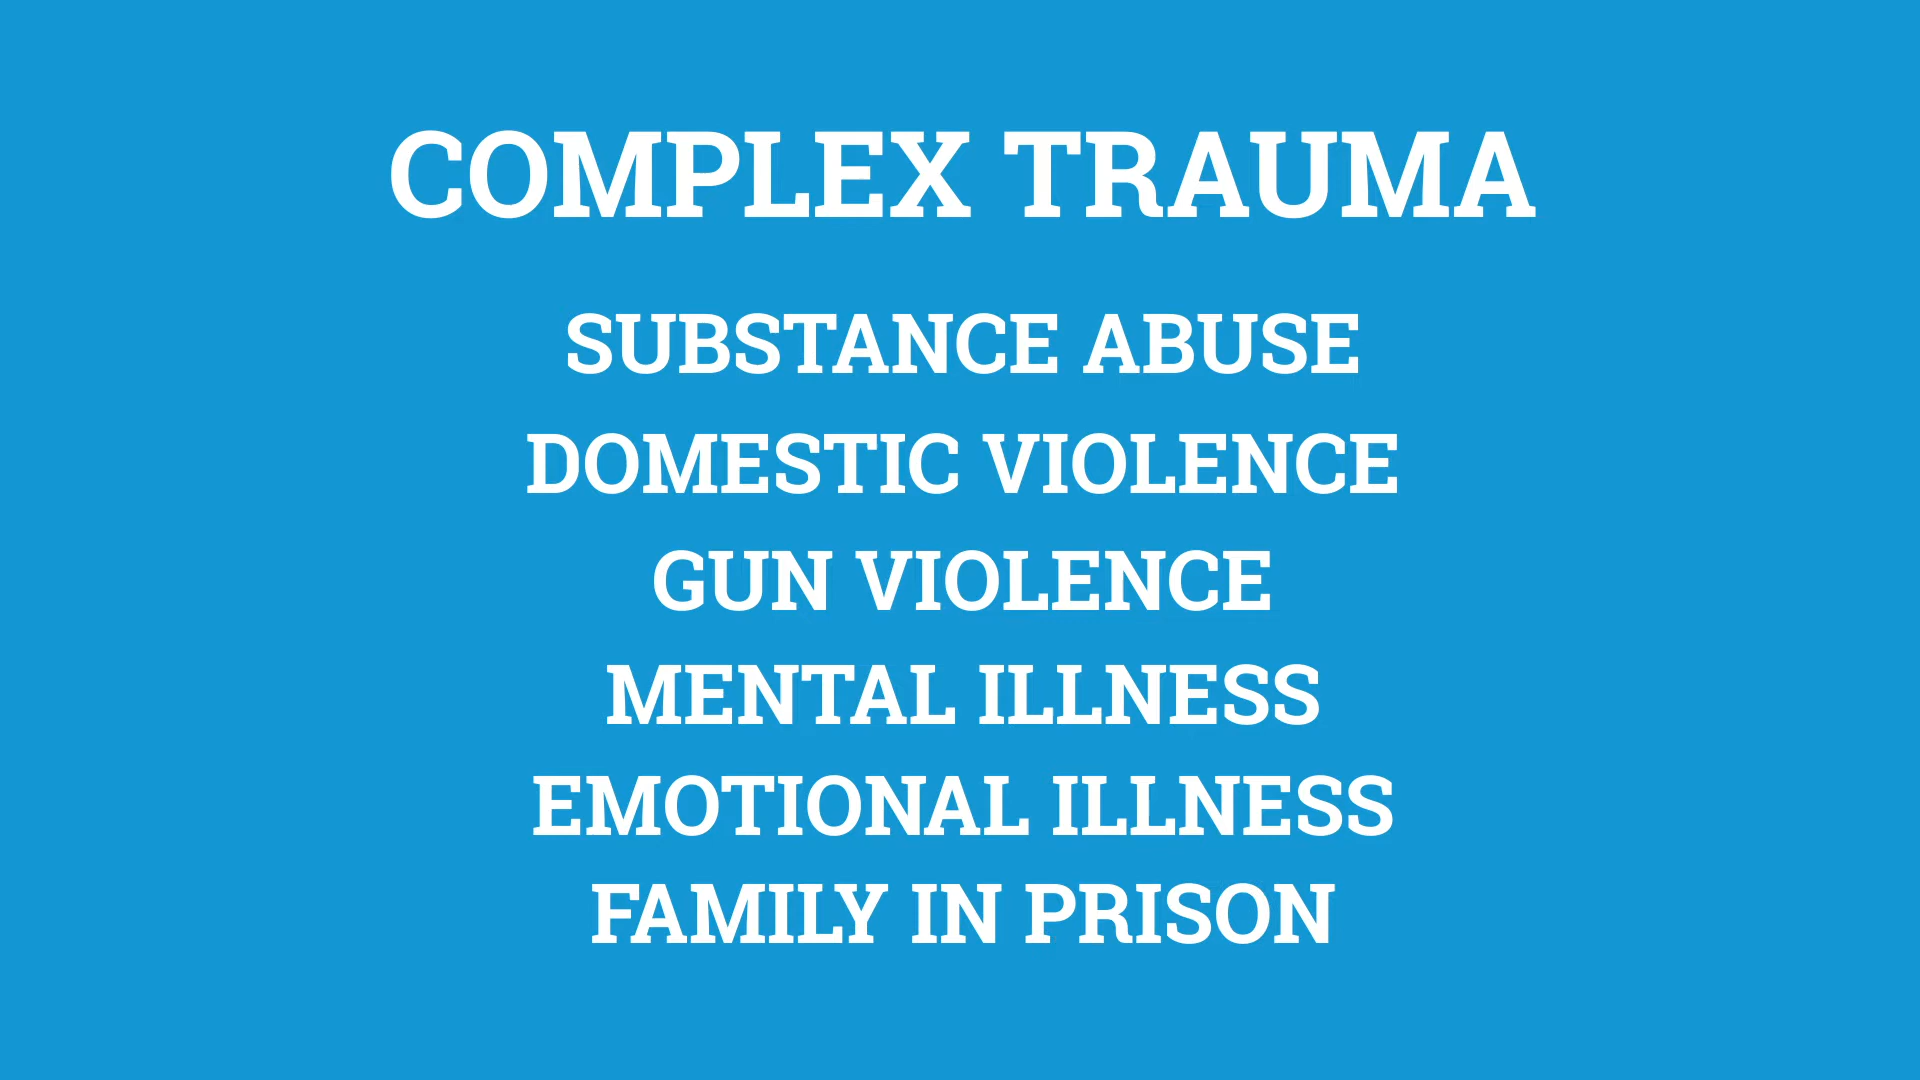 COMPLEX TRAUMA
SUBSTANCE ABUSE
DOMESTIC VIOLENCE
GUN VIOLENCE
MENTAL ILLNESS
EMOTIONAL ILLNESS
FAMILY IN PRISON